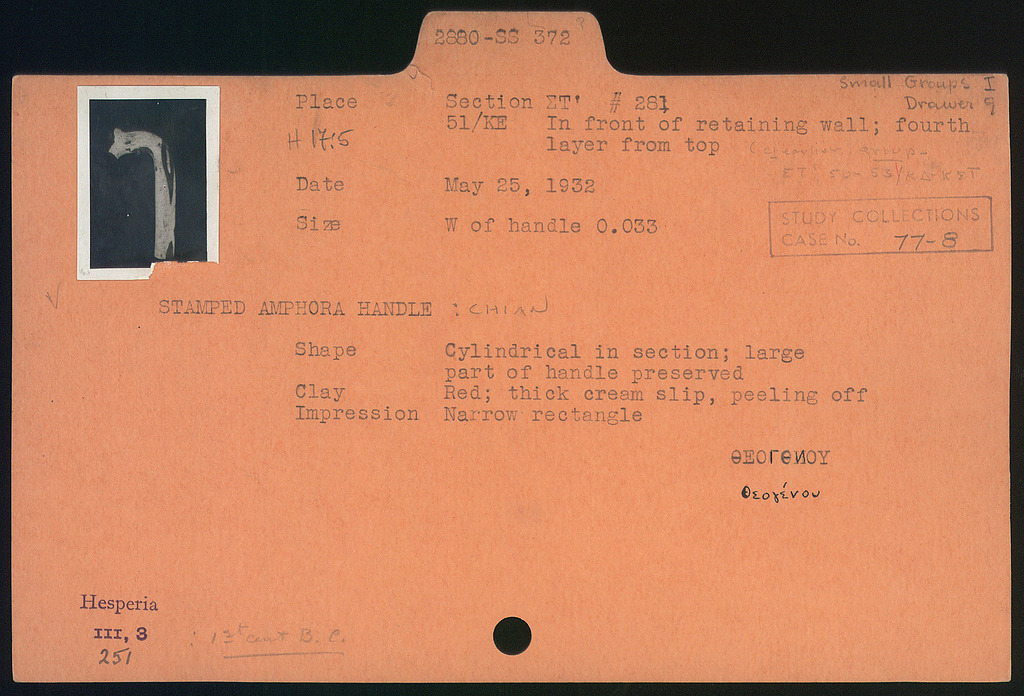 2880-SS 372
Small Groups I
Drawer 9
Place Section ΣΤ' # 281
H 17:5 51/ΚΕ In front of retaining wall; fourth
layer from top
ΣΤ
Date May 25, 1932
Size W of handle 0.033
STUDY COLLECTIONS
CASE No. 77-8
STAMPED AMPHORA HANDLE : CHIAN
Shape Cylindrical in section; large
part of handle preserved
Clay Red; thick cream slip, peeling off
Impression Narrow rectangle
ΘΕΟΓΘΝΟΥ
Θεογένου
Hesperia
III, 3
251
1st cent B. C.